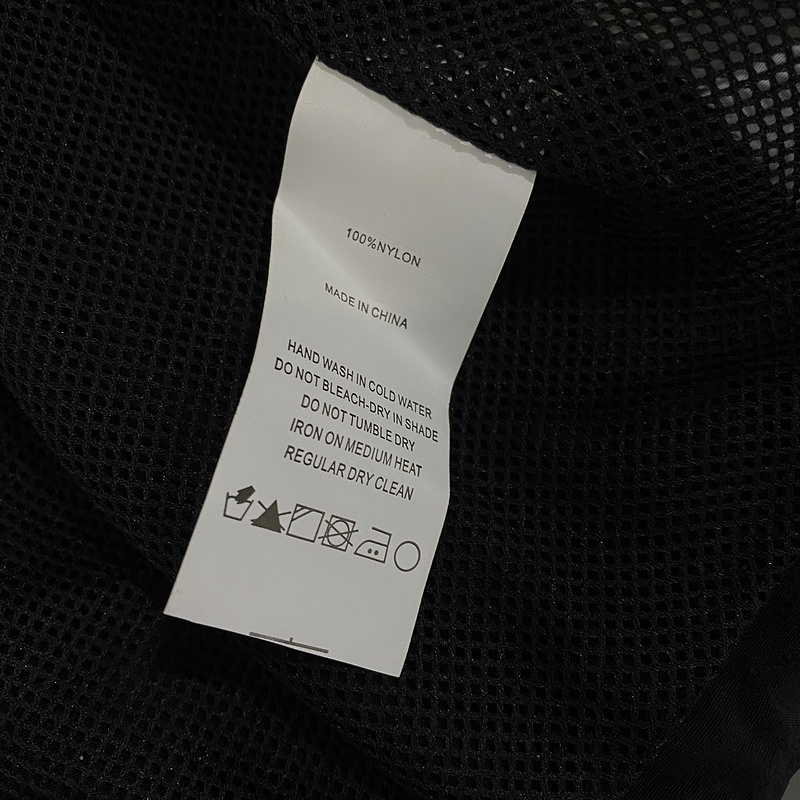 100%NYLON
MADE IN CHINA
HAND WASH IN COLD WATER
DO NOT BLEACH-DRY IN SHADE
DO NOT TUMBLE DRY
IRON ON MEDIUM HEAT
REGULAR DRY CLEAN